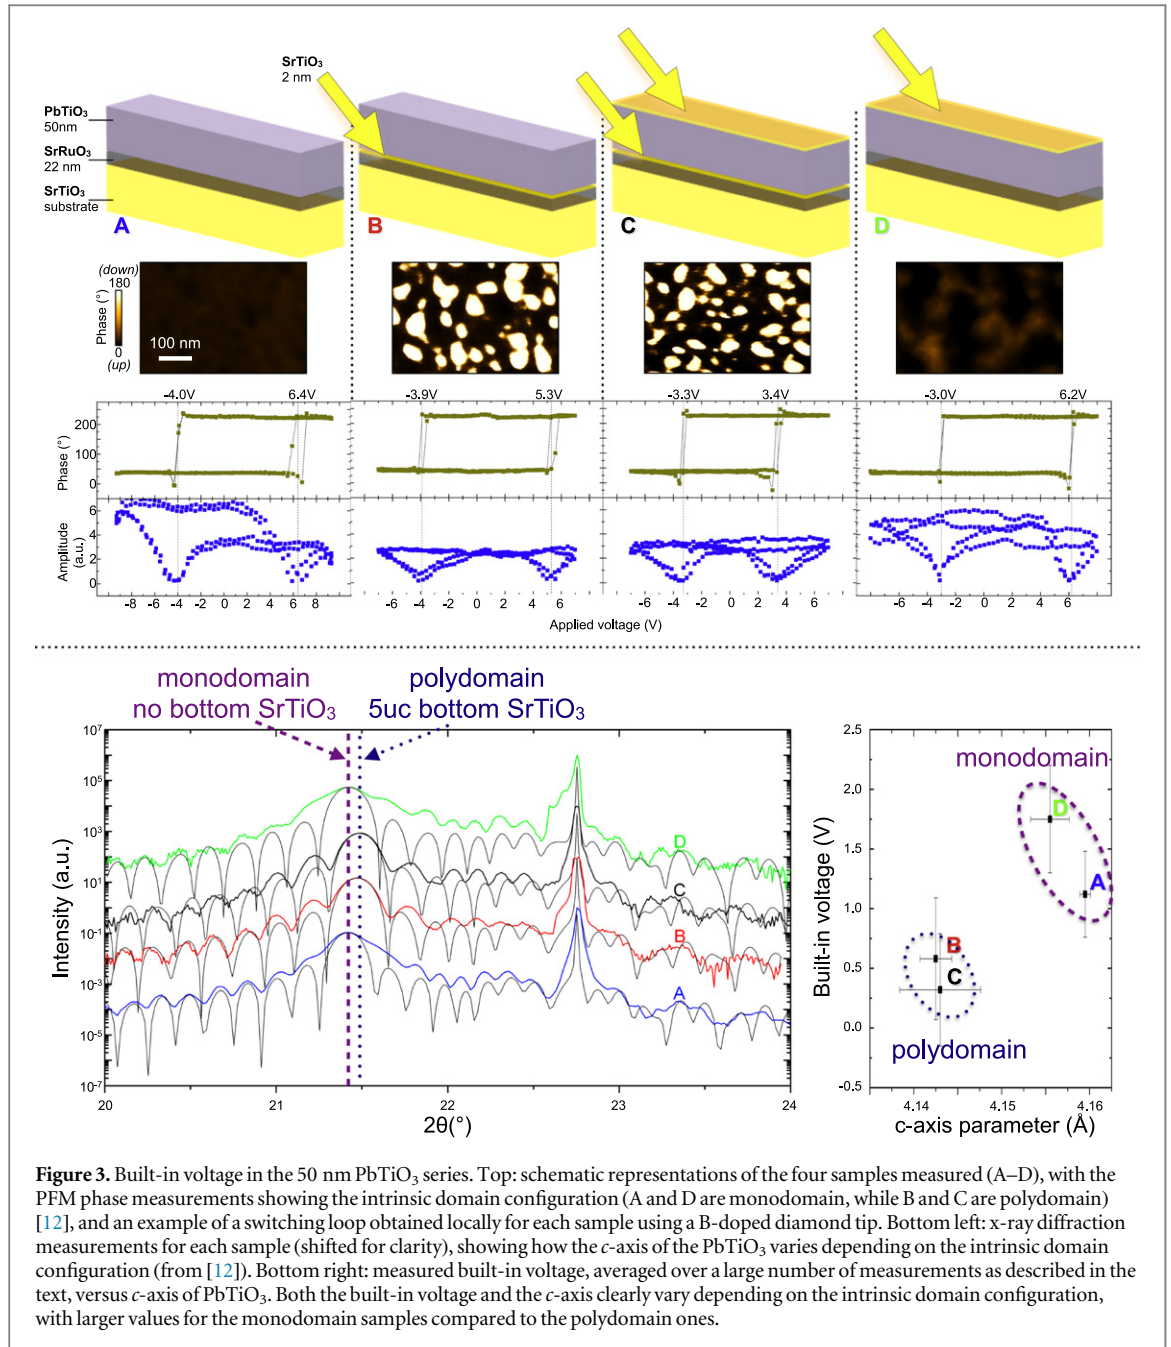 SrTiO₃
2 nm
PbTiO₃
50nm
SrRuO₃
22 nm
SrTiO₃
substrate
A
B
C
D
(down)
180
Phase (°)
0
(up)
100 nm
-4.0V
6.4V
-3.9V
5.3V
-3.3V
3.4V
-3.0V
6.2V
Phase (°)
200
100
0
Amplitude
(a.u.)
6
4
2
0
-8 -6 -4 -2 0 2 4 6 8
-6 -4 -2 0 2 4 6
-6 -4 -2 0 2 4 6
-6 -4 -2 0 2 4 6
Applied voltage (V)
monodomain
no bottom SrTiO₃
polydomain
5uc bottom SrTiO₃
Intensity (a.u.)
10⁷
10⁵
10³
10¹
10⁻¹
10⁻³
10⁻⁵
10⁻⁷
D
C
B
A
20 21 22 23 24
2θ(°)
Built-in voltage (V)
2.5
2.0
1.5
1.0
0.5
0.0
-0.5
monodomain
D
A
B
C
polydomain
4.14 4.15 4.16
c-axis parameter (Å)
Figure 3. Built-in voltage in the 50 nm PbTiO₃ series. Top: schematic representations of the four samples measured (A–D), with the
PFM phase measurements showing the intrinsic domain configuration (A and D are monodomain, while B and C are polydomain)
[12], and an example of a switching loop obtained locally for each sample using a B-doped diamond tip. Bottom left: x-ray diffraction
measurements for each sample (shifted for clarity), showing how the c-axis of the PbTiO₃ varies depending on the intrinsic domain
configuration (from [12]). Bottom right: measured built-in voltage, averaged over a large number of measurements as described in the
text, versus c-axis of PbTiO₃. Both the built-in voltage and the c-axis clearly vary depending on the intrinsic domain configuration,
with larger values for the monodomain samples compared to the polydomain ones.